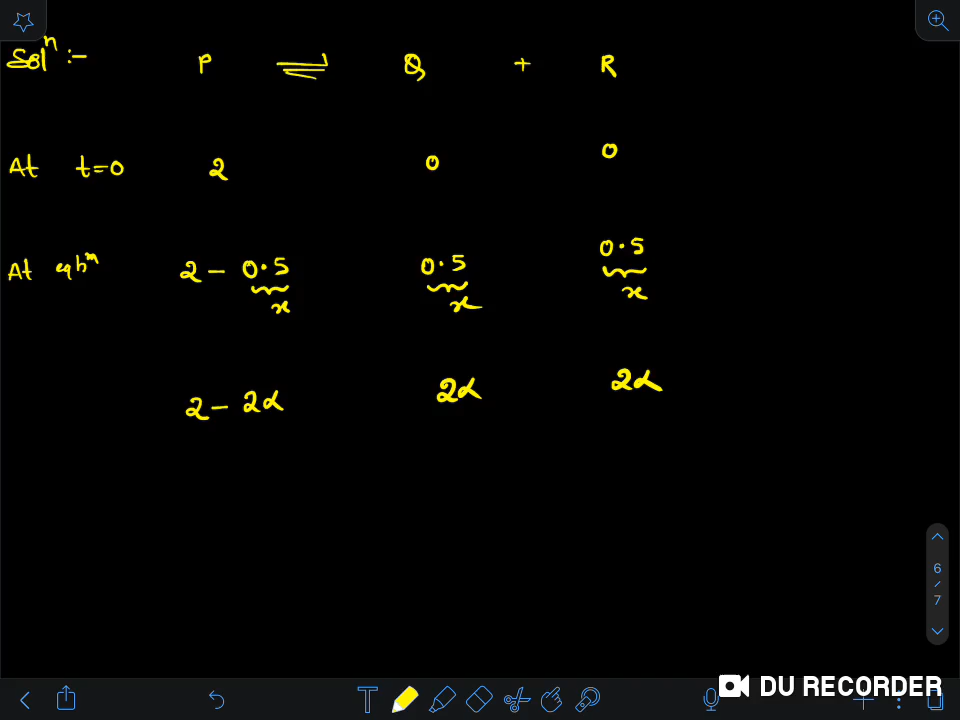 Solⁿ :- P ⇌ Q + R
At t=0 2 0 0
At eqbᵐ 2 - 0.5 0.5 0.5
x x x
2 - 2α 2α 2α
6
/
7
T
DU RECORDER